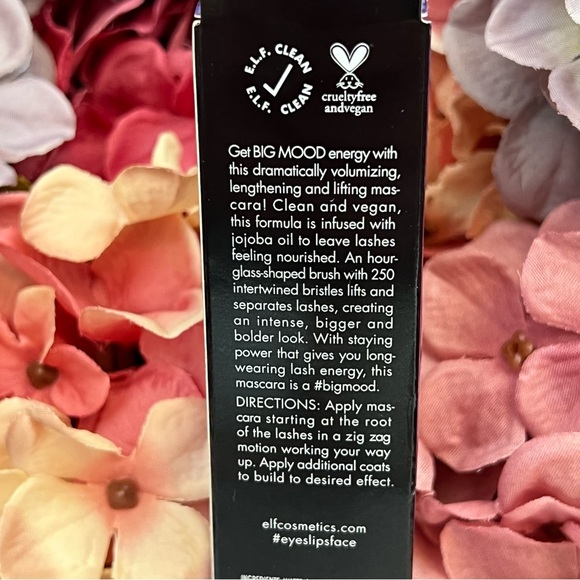 E.L.F. CLEAN
E.L.F. CLEAN
crueltyfree
andvegan
Get BIG MOOD energy with
this dramatically volumizing,
lengthening and lifting mas-
cara! Clean and vegan,
this formula is infused with
jojoba oil to leave lashes
feeling nourished. An hour-
glass-shaped brush with 250
intertwined bristles lifts and
separates lashes, creating
an intense, bigger and
bolder look. With staying
power that gives you long-
wearing lash energy, this
mascara is a #bigmood.
DIRECTIONS: Apply mas-
cara starting at the root
of the lashes in a zig zag
motion working your way
up. Apply additional coats
to build to desired effect.
elfcosmetics.com
#eyeslipsface